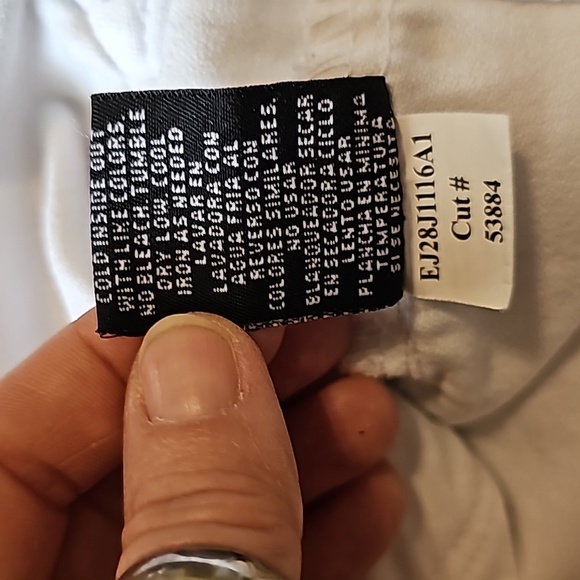 COLD INSIDE OUT
WITH LIKE COLORS.
NO BLEACH. TUMBLE
DRY LOW. COOL
IRON AS NEEDED
LAVAR EN
LAVADORA CON
AGUA FRIA AL
REVERSO CON
COLORES SIMILARES.
NO USAR
BLANQUEADOR. SECAR
EN SECADORA CICLO
LENTO USAR
PLANCHA EN MINIMA
TEMPERATURA
SI SE NECESITA
EJ28J1116A1
Cut #
53884